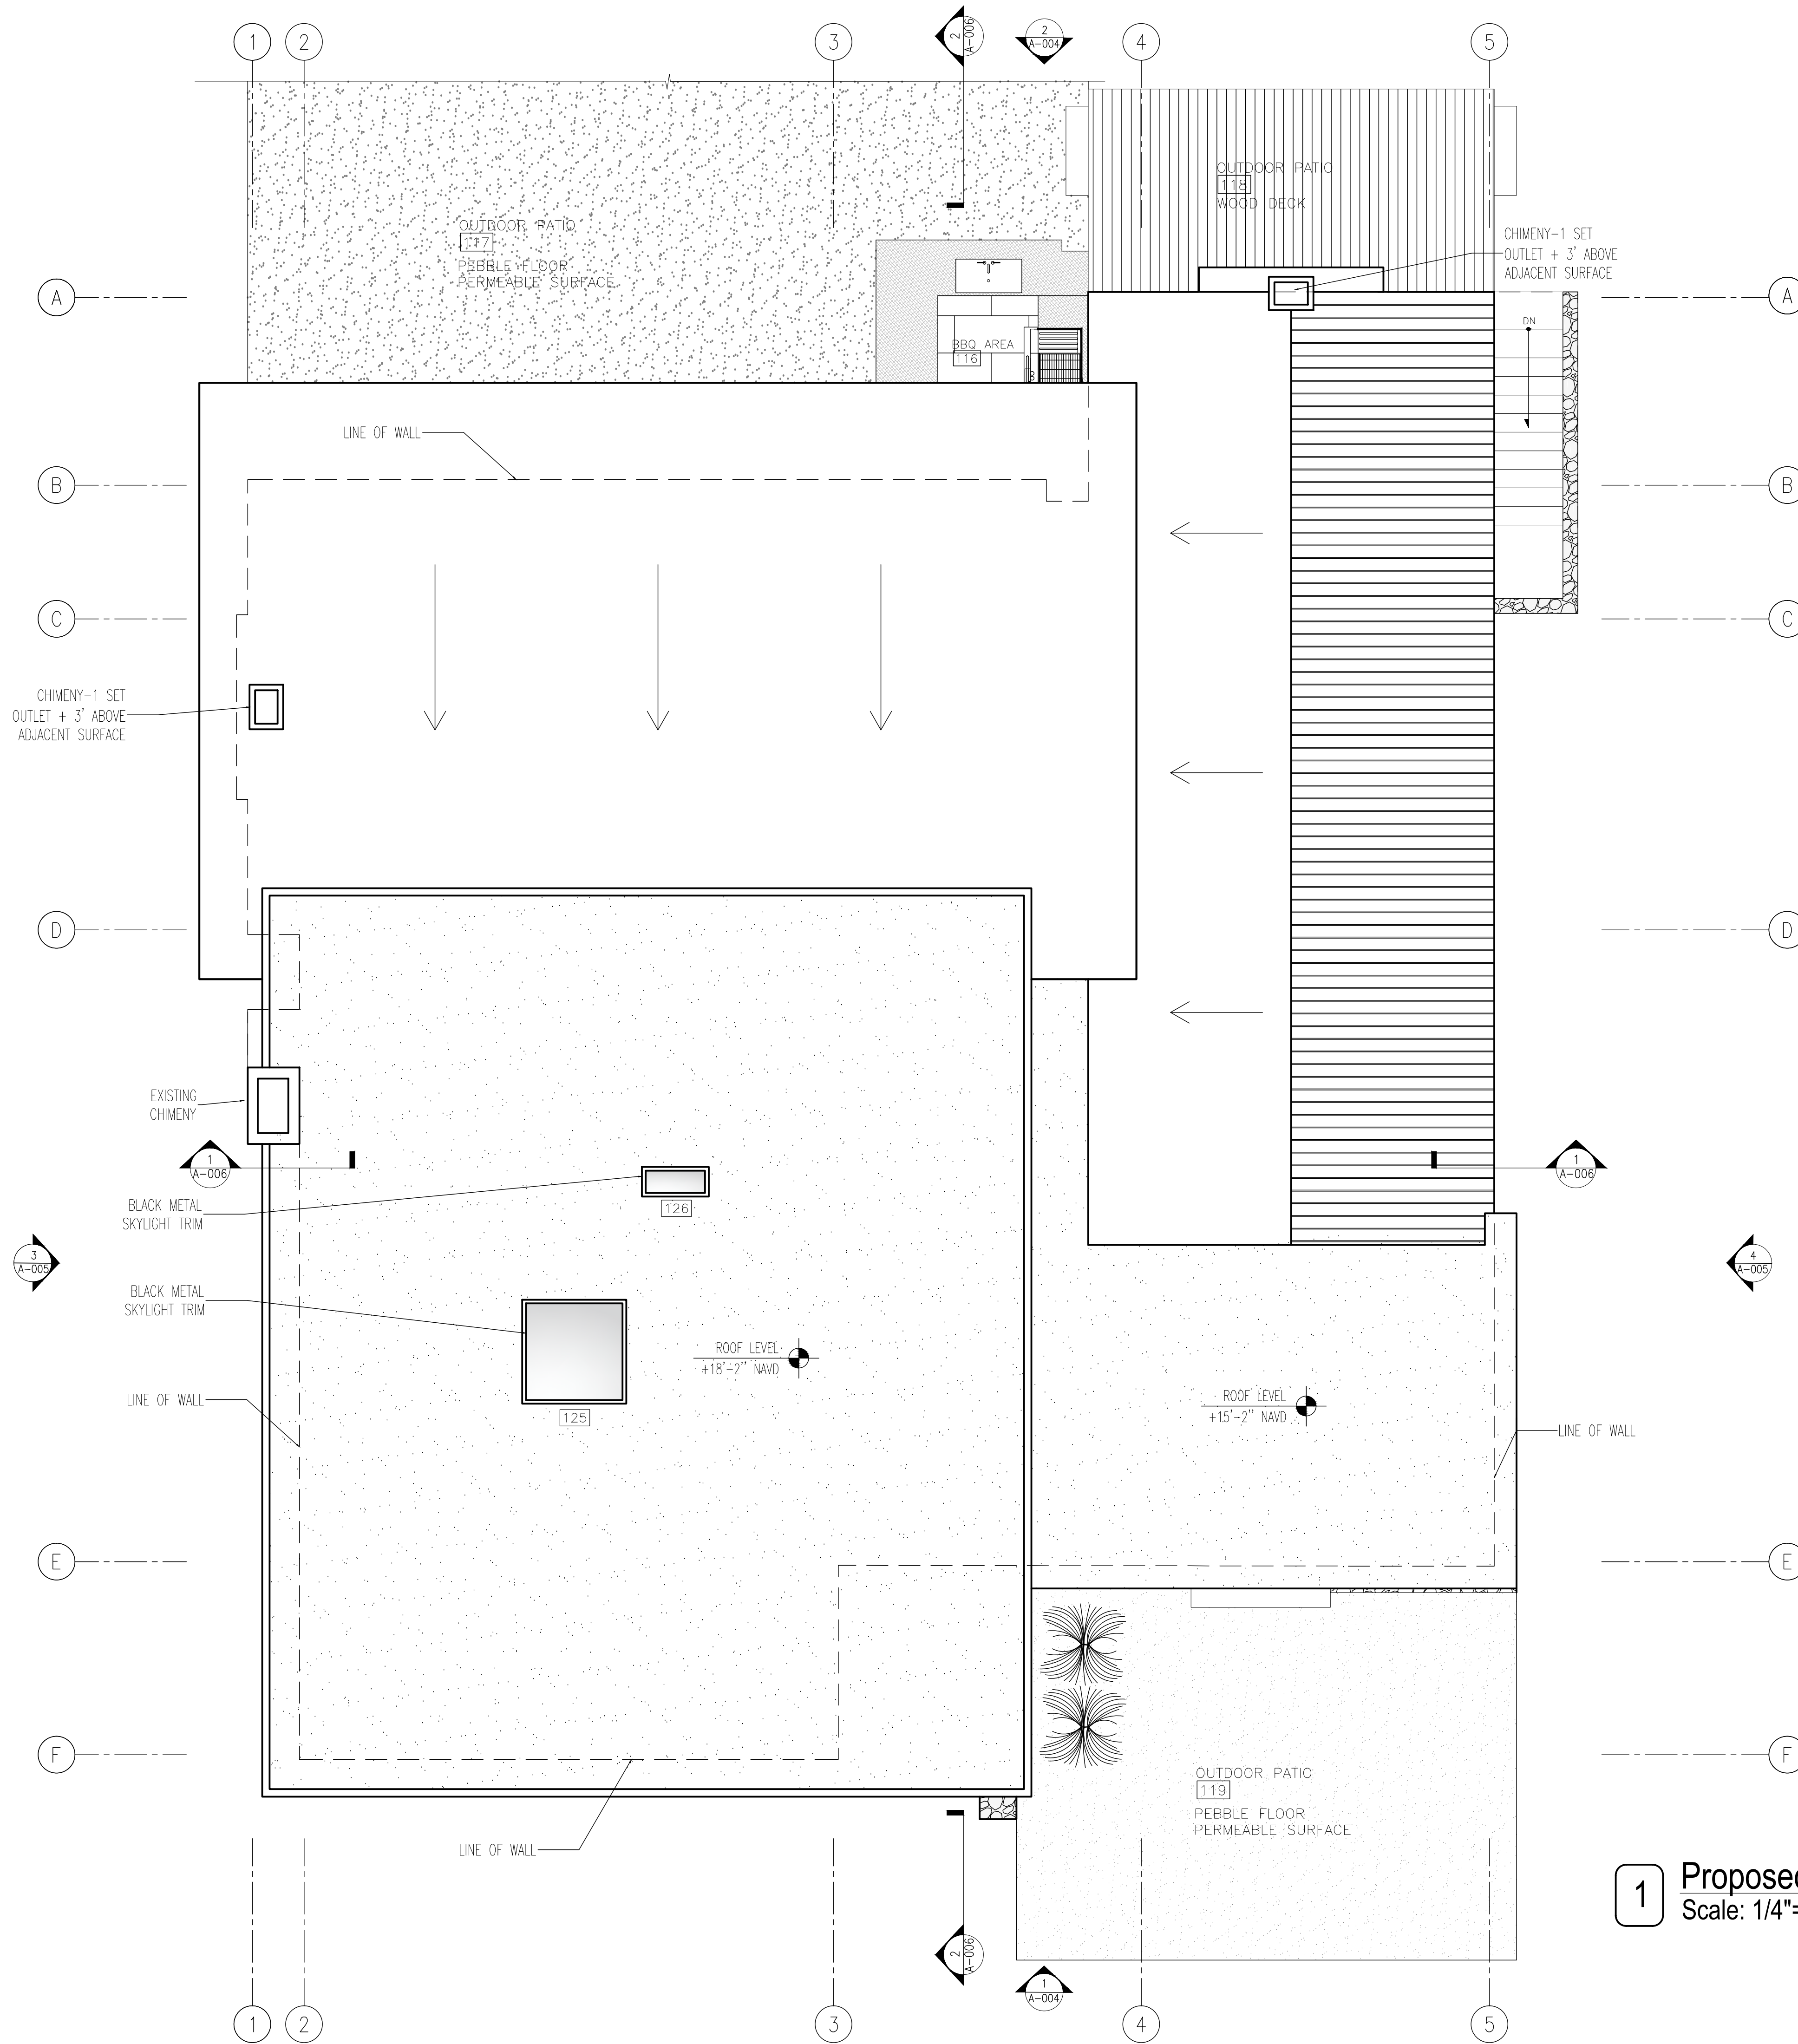 1
2
3
2
A-006
2
A-004
4
5
OUTDOOR PATIO
118
WOOD DECK
OUTDOOR PATIO
117
PEBBLE FLOOR
PERMEABLE SURFACE
CHIMENY-1 SET
OUTLET + 3' ABOVE
ADJACENT SURFACE
A
A
DN
BBQ AREA
116
LINE OF WALL
B
B
C
C
CHIMENY-1 SET
OUTLET + 3' ABOVE
ADJACENT SURFACE
D
D
EXISTING
CHIMENY
1
A-006
1
A-006
BLACK METAL
SKYLIGHT TRIM
126
3
A-005
4
A-005
BLACK METAL
SKYLIGHT TRIM
ROOF LEVEL
+18'-2" NAVD
LINE OF WALL
125
ROOF LEVEL
+15'-2" NAVD
LINE OF WALL
E
E
F
F
OUTDOOR PATIO
119
PEBBLE FLOOR
PERMEABLE SURFACE
LINE OF WALL
1
Proposed
Scale: 1/4"=
2
A-006
1
A-004
1
2
3
4
5